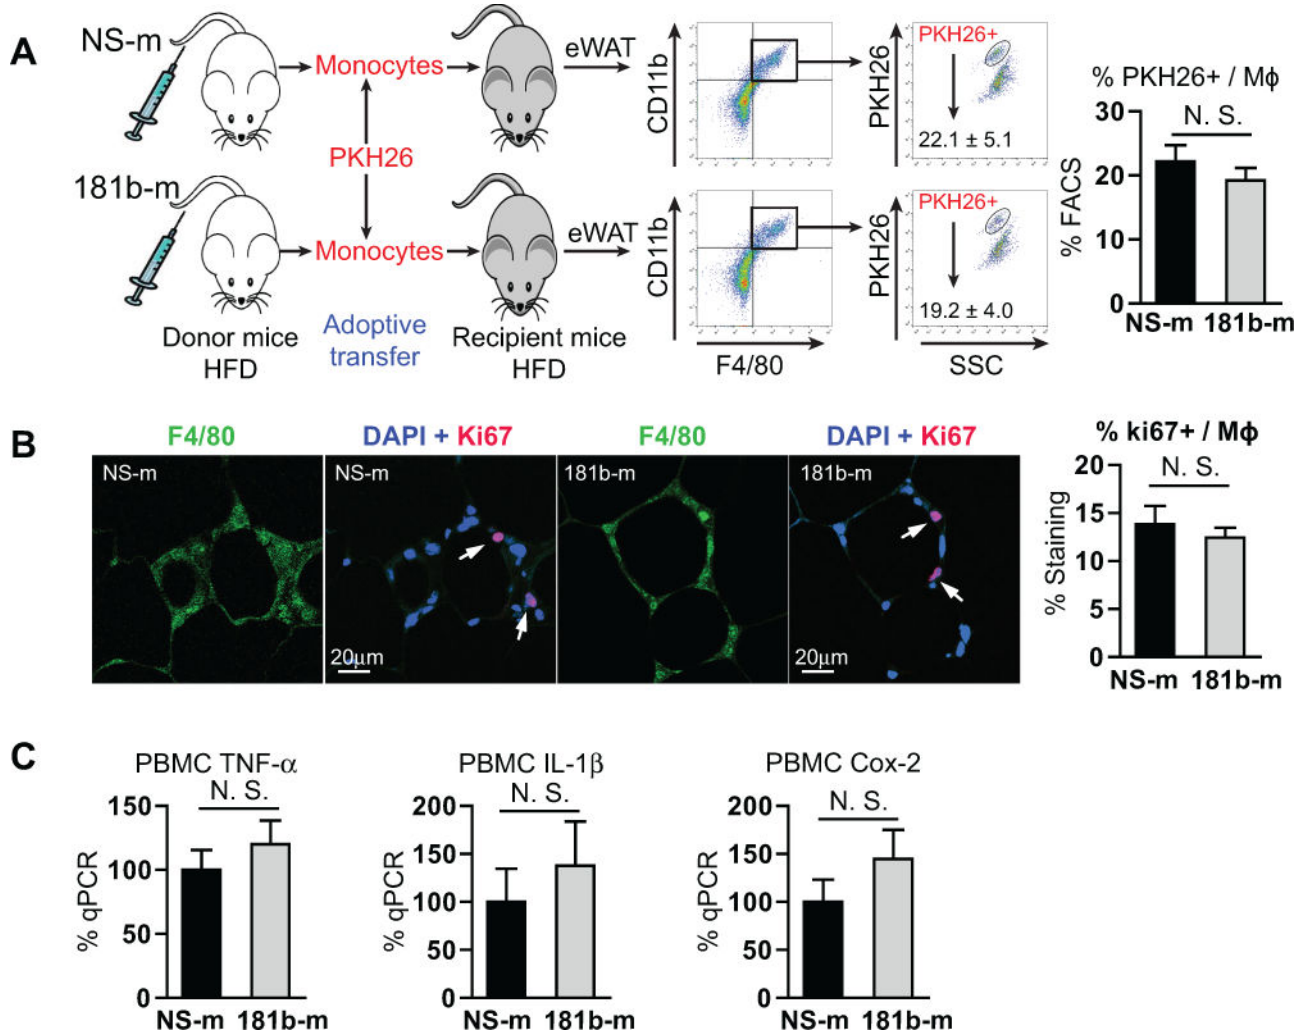 A
NS-m
Monocytes
eWAT
CD11b
PKH26
PKH26+
22.1 ± 5.1
PKH26
181b-m
Monocytes
eWAT
CD11b
PKH26
PKH26+
19.2 ± 4.0
Donor mice
HFD
Adoptive
transfer
Recipient mice
HFD
F4/80
SSC
% PKH26+ / Mϕ
N. S.
% FACS
30
20
10
0
NS-m 181b-m
B
F4/80
DAPI + Ki67
F4/80
DAPI + Ki67
NS-m
NS-m
181b-m
181b-m
20μm
20μm
% ki67+ / Mϕ
N. S.
% Staining
20
15
10
5
0
NS-m 181b-m
C
PBMC TNF-α
N. S.
% qPCR
150
100
50
0
NS-m 181b-m
PBMC IL-1β
N. S.
% qPCR
200
150
100
50
0
NS-m 181b-m
PBMC Cox-2
N. S.
% qPCR
200
150
100
50
0
NS-m 181b-m